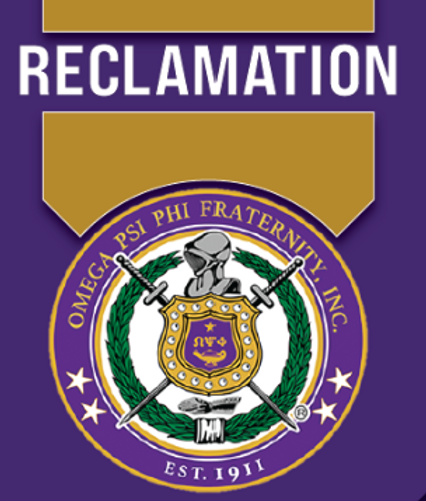 RECLAMATION
OMEGA PSI PHI FRATERNITY, INC.
ΩΨΦ
®
EST. 1911